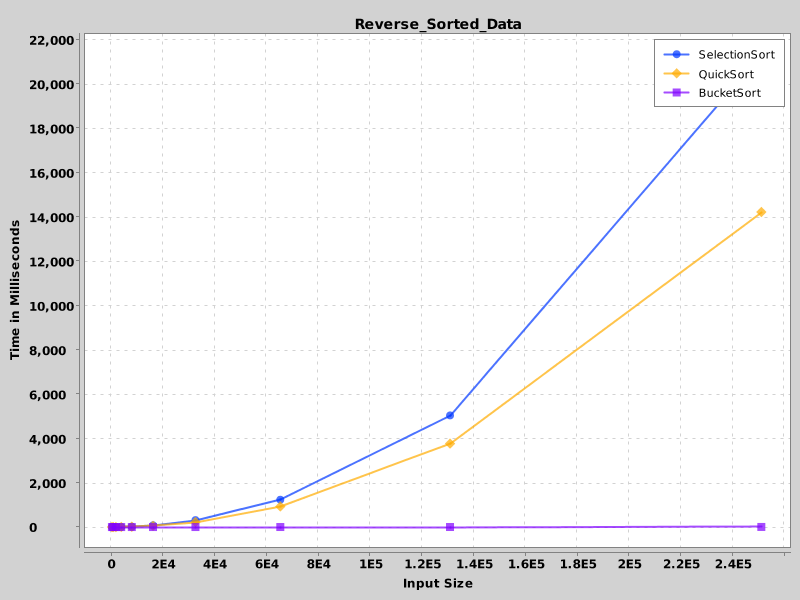 Reverse_Sorted_Data
SelectionSort
QuickSort
BucketSort
Time in Milliseconds
22,000
20,000
18,000
16,000
14,000
12,000
10,000
8,000
6,000
4,000
2,000
0
0 2E4 4E4 6E4 8E4 1E5 1.2E5 1.4E5 1.6E5 1.8E5 2E5 2.2E5 2.4E5
Input Size